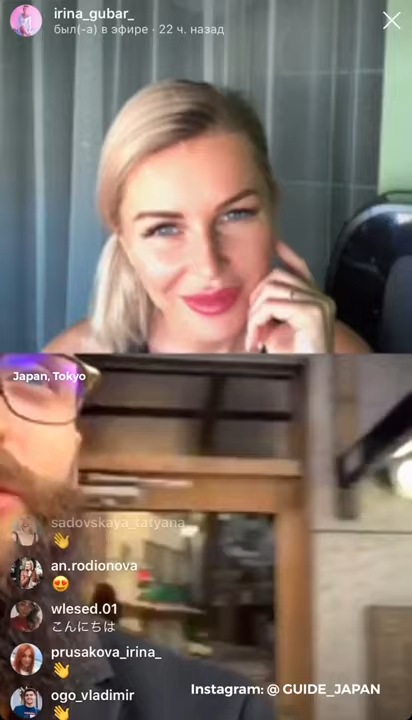 irina_gubar_
был(-а) в эфире · 22 ч. назад
Japan, Tokyo
sadovskaya_tatyana
an.rodionova
wlesed.01
こんにちは
prusakova_irina_
ogo_vladimir
Instagram: @ GUIDE_JAPAN